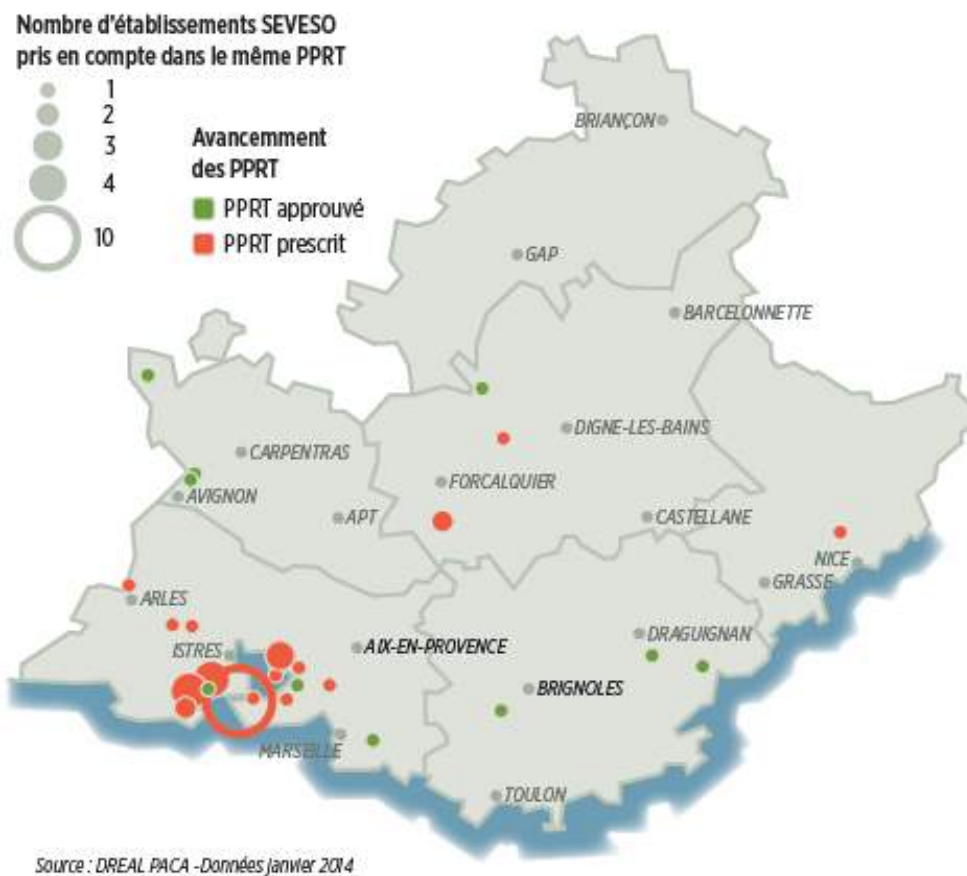 Nombre d'établissements SEVESO
pris en compte dans le même PPRT
1
2
3
4
10
Avancemment
des PPRT
PPRT approuvé
PPRT prescrit
BRIANÇON
GAP
BARCELONNETTE
DIGNE-LES-BAINS
CARPENTRAS
FORCALQUIER
AVIGNON
APT
CASTELLANE
NICE
GRASSE
ARLES
DRAGUIGNAN
ISTRES
AIX-EN-PROVENCE
BRIGNOLES
MARSEILLE
TOULON
Source : DREAL PACA -Données janvier 2014